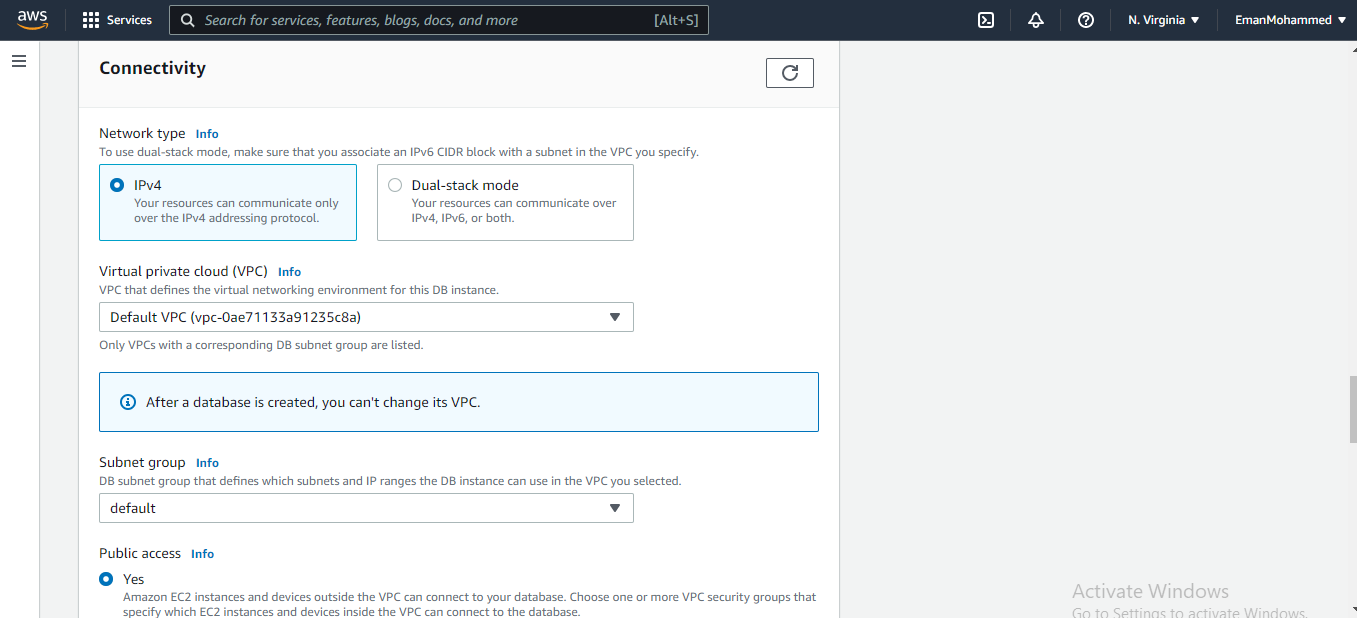 aws
Services
Search for services, features, blogs, docs, and more
[Alt+S]
N. Virginia
EmanMohammed
Connectivity
Network type Info
To use dual-stack mode, make sure that you associate an IPv6 CIDR block with a subnet in the VPC you specify.
IPv4
Your resources can communicate only
over the IPv4 addressing protocol.
Dual-stack mode
Your resources can communicate over
IPv4, IPv6, or both.
Virtual private cloud (VPC) Info
VPC that defines the virtual networking environment for this DB instance.
Default VPC (vpc-0ae71133a91235c8a)
Only VPCs with a corresponding DB subnet group are listed.
After a database is created, you can't change its VPC.
Subnet group Info
DB subnet group that defines which subnets and IP ranges the DB instance can use in the VPC you selected.
default
Public access Info
Yes
Amazon EC2 instances and devices outside the VPC can connect to your database. Choose one or more VPC security groups that
specify which EC2 instances and devices inside the VPC can connect to the database.
Activate Windows
Go to Settings to activate Windows.